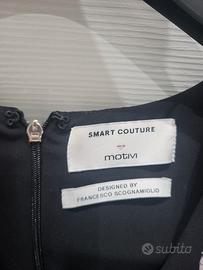 SMART COUTURE
motivi
DESIGNED BY
FRANCESCO SCOGNAMIGLIO
subito